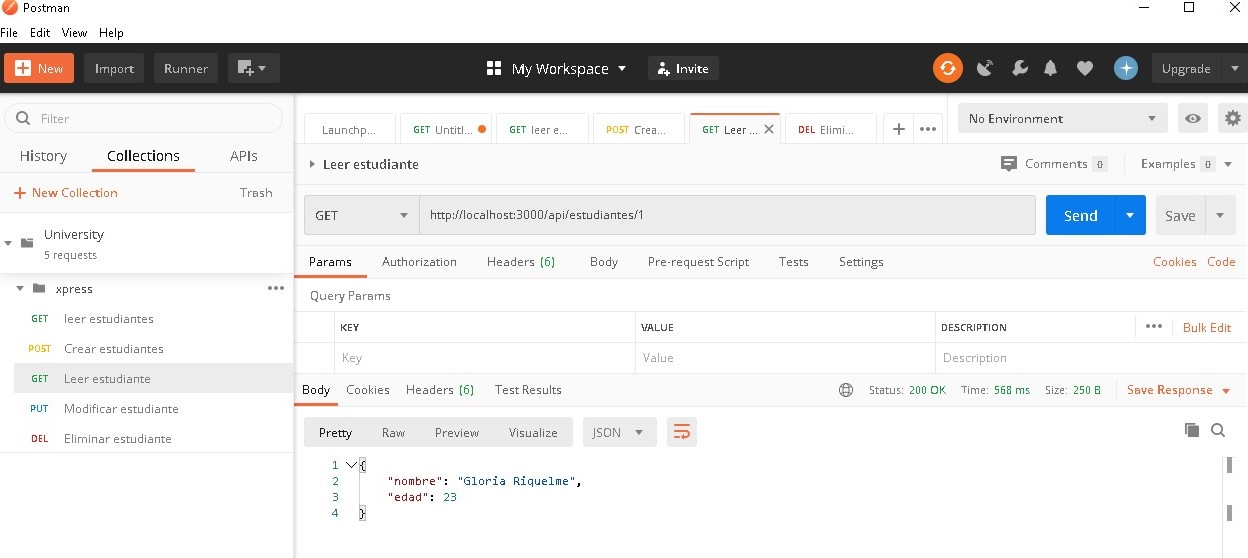 Postman
File Edit View Help
New Import Runner My Workspace Invite Upgrade
Filter
History Collections APIs
New Collection Trash
University
5 requests
xpress
GET leer estudiantes
POST Crear estudiantes
GET Leer estudiante
PUT Modificar estudiante
DEL Eliminar estudiante
Launchp... GET Untitl... GET leer e... POST Crea... GET Leer ... DEL Elimi... No Environment
Leer estudiante Comments 0 Examples 0
GET http://localhost:3000/api/estudiantes/1 Send Save
Params Authorization Headers (6) Body Pre-request Script Tests Settings Cookies Code
Query Params
KEY VALUE DESCRIPTION Bulk Edit
Key Value Description
Body Cookies Headers (6) Test Results Status: 200 OK Time: 568 ms Size: 250 B Save Response
Pretty Raw Preview Visualize JSON
1 {
2 "nombre": "Gloria Riquelme",
3 "edad": 23
4 }